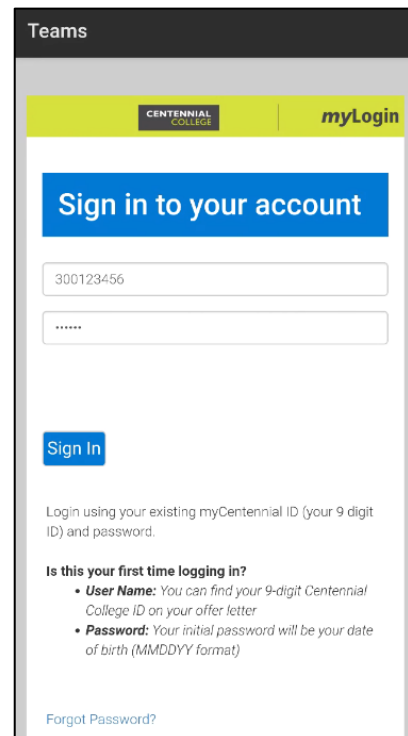 Teams
CENTENNIAL
COLLEGE
myLogin
Sign in to your account
300123456
••••••
Sign In
Login using your existing myCentennial ID (your 9 digit
ID) and password.
Is this your first time logging in?
• User Name: You can find your 9-digit Centennial
College ID on your offer letter
• Password: Your initial password will be your date
of birth (MMDDYY format)
Forgot Password?